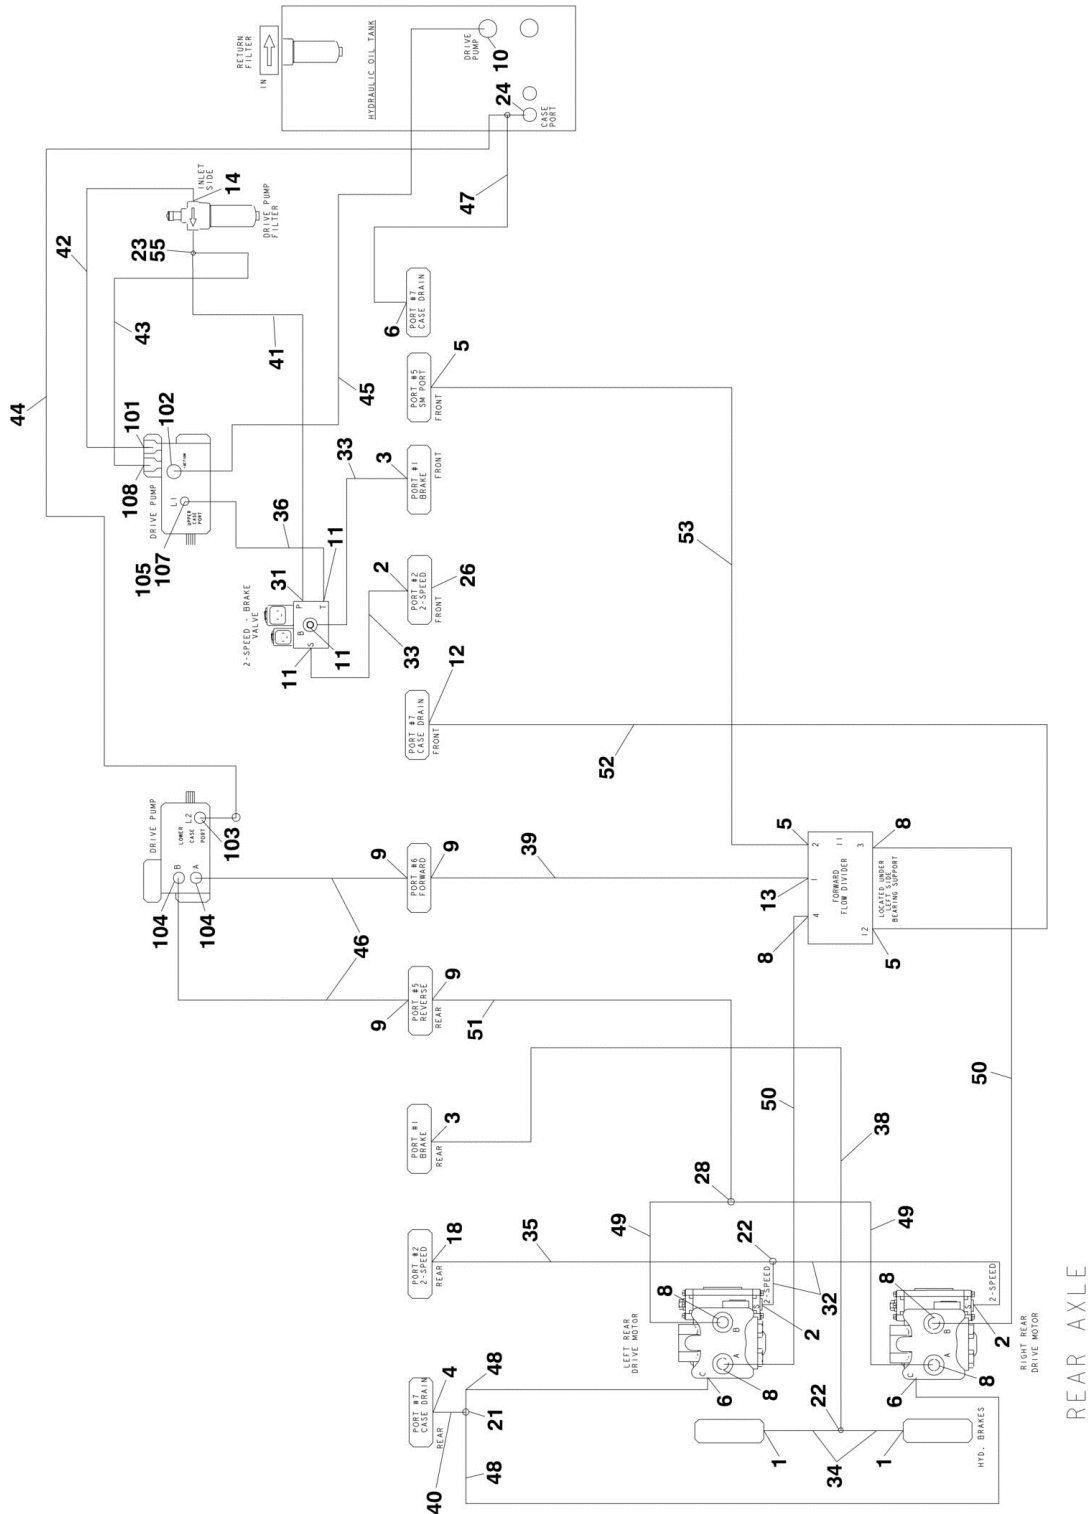 RETURN
FILTER
IN
HYDRAULIC OIL TANK
DRIVE
PUMP
10
24
CASE
PORT
44
42
INLET
SIDE
14
DRIVE PUMP
FILTER
23
55
43
41
47
45
6
PORT #7
CASE DRAIN
101
102
108
DRIVE PUMP
L1
UPPER
CASE
PORT
105
107
36
33
5
PORT #5
SM PORT
FRONT
3
PORT #1
BRAKE
FRONT
31
11
2-SPEED - BRAKE
VALVE
P
T
B
S
11
11
33
2
PORT #2
2-SPEED
FRONT
26
12
PORT #7
CASE DRAIN
FRONT
53
52
DRIVE PUMP
LOWER
CASE
PORT
L2
B
A
103
104
104
46
9
PORT #6
FORWARD
9
39
9
PORT #5
REVERSE
REAR
9
51
13
5
8
2
1
4
11
3
12
FORWARD
FLOW DIVIDER
LOCATED UNDER
LEFT SIDE
BEARING SUPPORT
8
5
50
50
PORT #1
BRAKE
REAR
3
38
28
49
49
PORT #2
2-SPEED
REAR
18
35
22
2-SPEED
32
2-SPEED
LEFT REAR
DRIVE MOTOR
8
B
A
C
S
2
8
6
RIGHT REAR
DRIVE MOTOR
8
B
A
C
S
2
8
6
PORT #7
CASE DRAIN
REAR
4
48
21
40
48
22
1
34
1
HYD. BRAKES
REAR AXLE